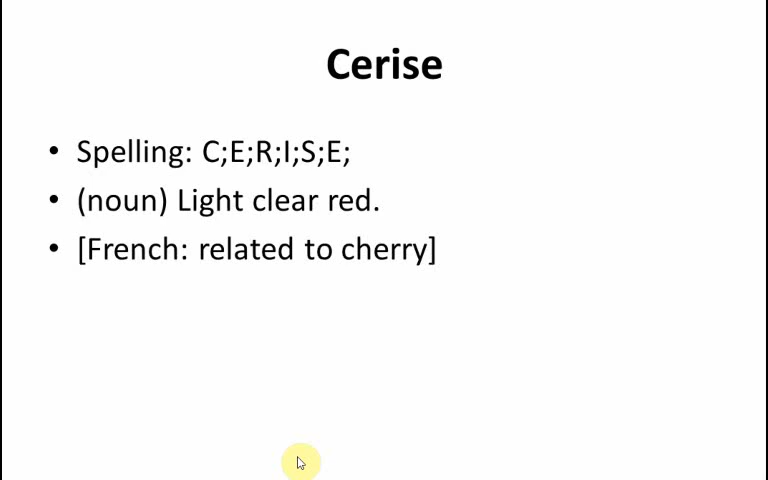 Cerise
• Spelling: C;E;R;I;S;E;
• (noun) Light clear red.
• [French: related to cherry]